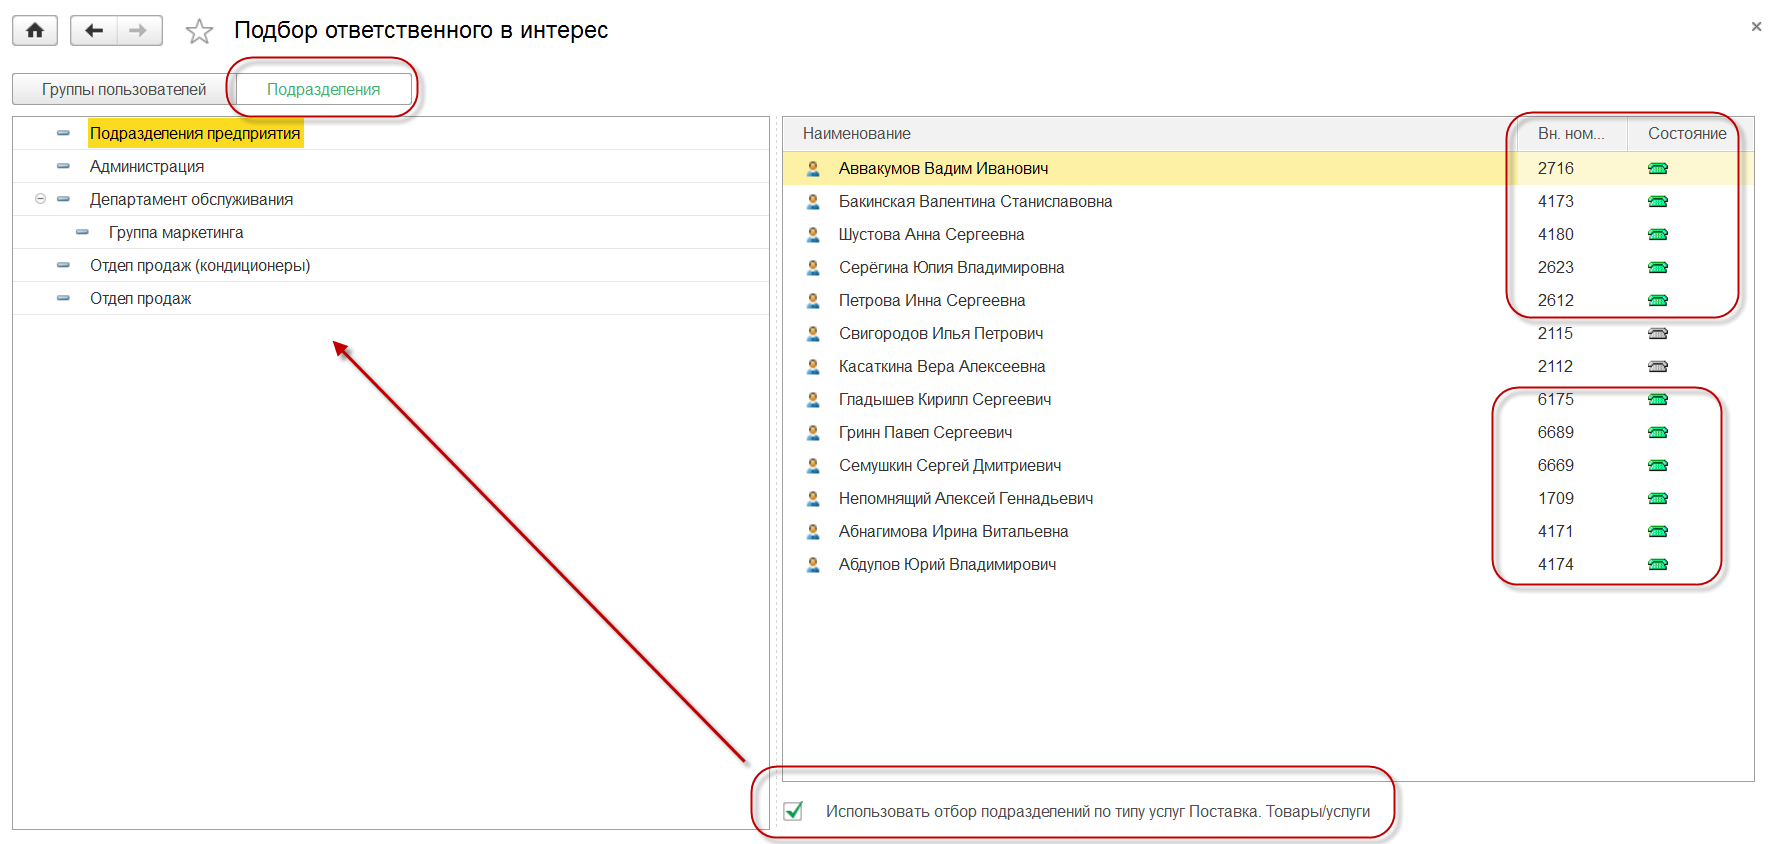 Подбор ответственного в интерес
Группы пользователей Подразделения
Подразделения предприятия
Администрация
Департамент обслуживания
Группа маркетинга
Отдел продаж (кондиционеры)
Отдел продаж
Наименование Вн. ном... Состояние
Аввакумов Вадим Иванович 2716
Бакинская Валентина Станиславовна 4173
Шустова Анна Сергеевна 4180
Серёгина Юлия Владимировна 2623
Петрова Инна Сергеевна 2612
Свигородов Илья Петрович 2115
Касаткина Вера Алексеевна 2112
Гладышев Кирилл Сергеевич 6175
Гринн Павел Сергеевич 6689
Семушкин Сергей Дмитриевич 6669
Непомнящий Алексей Геннадьевич 1709
Абнагимова Ирина Витальевна 4171
Абдулов Юрий Владимирович 4174
Использовать отбор подразделений по типу услуг Поставка. Товары/услуги